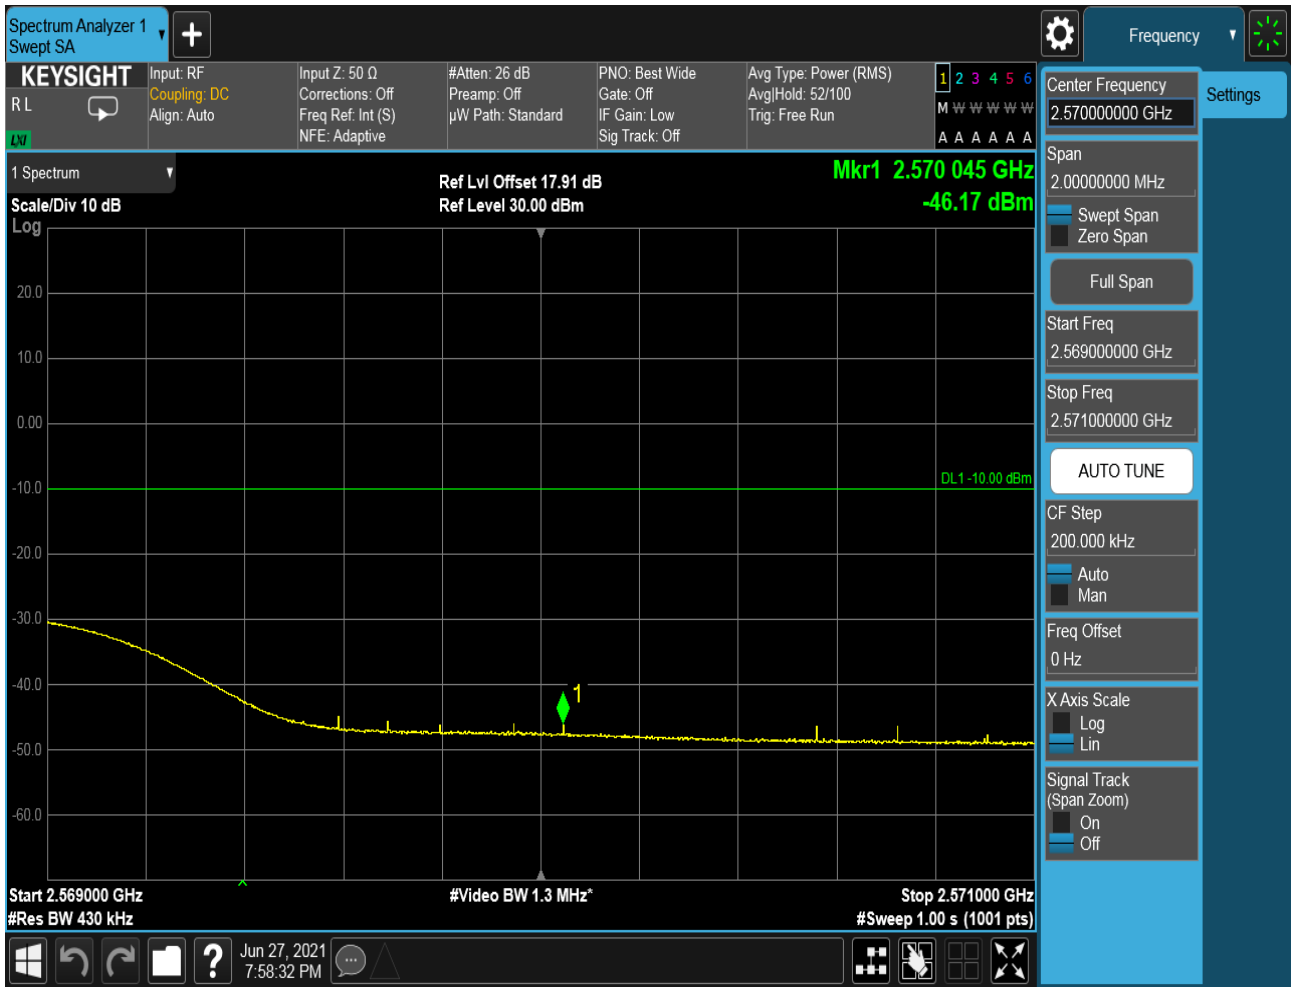 Spectrum Analyzer 1
Swept SA
Frequency
KEYSIGHT
R L
LXI
Input: RF
Coupling: DC
Align: Auto
Input Z: 50 Ω
Corrections: Off
Freq Ref: Int (S)
NFE: Adaptive
#Atten: 26 dB
Preamp: Off
µW Path: Standard
PNO: Best Wide
Gate: Off
IF Gain: Low
Sig Track: Off
Avg Type: Power (RMS)
Avg|Hold: 52/100
Trig: Free Run
1 2 3 4 5 6
M W W W W W
A A A A A A
1 Spectrum
Scale/Div 10 dB
Log
Ref Lvl Offset 17.91 dB
Ref Level 30.00 dBm
Mkr1 2.570 045 GHz
-46.17 dBm
20.0
10.0
0.00
-10.0
-20.0
-30.0
-40.0
-50.0
-60.0
DL1 -10.00 dBm
1
Start 2.569000 GHz
#Res BW 430 kHz
#Video BW 1.3 MHz*
Stop 2.571000 GHz
#Sweep 1.00 s (1001 pts)
?
Jun 27, 2021
7:58:32 PM
Center Frequency
2.570000000 GHz
Settings
Span
2.00000000 MHz
Swept Span
Zero Span
Full Span
Start Freq
2.569000000 GHz
Stop Freq
2.571000000 GHz
AUTO TUNE
CF Step
200.000 kHz
Auto
Man
Freq Offset
0 Hz
X Axis Scale
Log
Lin
Signal Track
(Span Zoom)
On
Off